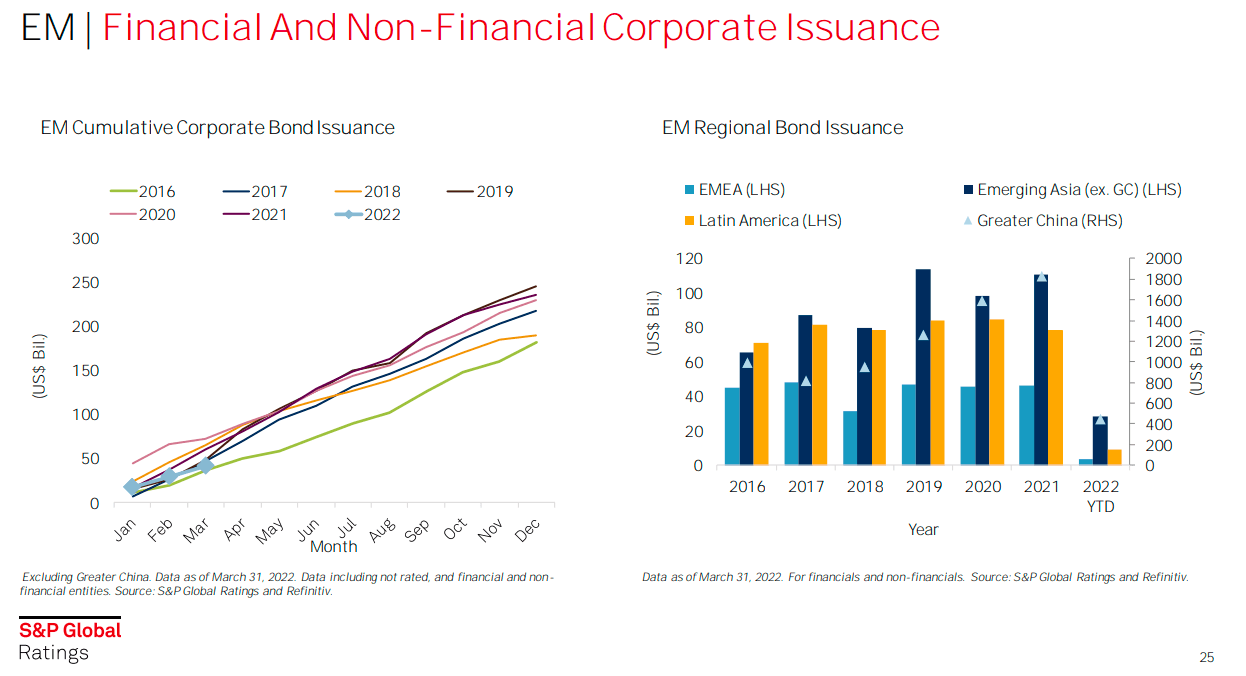 EM | Financial And Non-Financial Corporate Issuance
EM Cumulative Corporate Bond Issuance
2016 2017 2018 2019
2020 2021 2022
300
250
200
150
100
50
0
(US$ Bil.)
Jan Feb Mar Apr May Jun Jul Aug Sep Oct Nov Dec
Month
Excluding Greater China. Data as of March 31, 2022. Data including not rated, and financial and non-
financial entities. Source: S&P Global Ratings and Refinitiv.
EM Regional Bond Issuance
EMEA (LHS) Emerging Asia (ex. GC) (LHS)
Latin America (LHS) Greater China (RHS)
120
100
80
60
40
20
0
(US$ Bil.)
2000
1800
1600
1400
1200
1000
800
600
400
200
0
(US$ Bil.)
2016 2017 2018 2019 2020 2021 2022
YTD
Year
Data as of March 31, 2022. For financials and non-financials. Source: S&P Global Ratings and Refinitiv.
S&P Global
Ratings
25